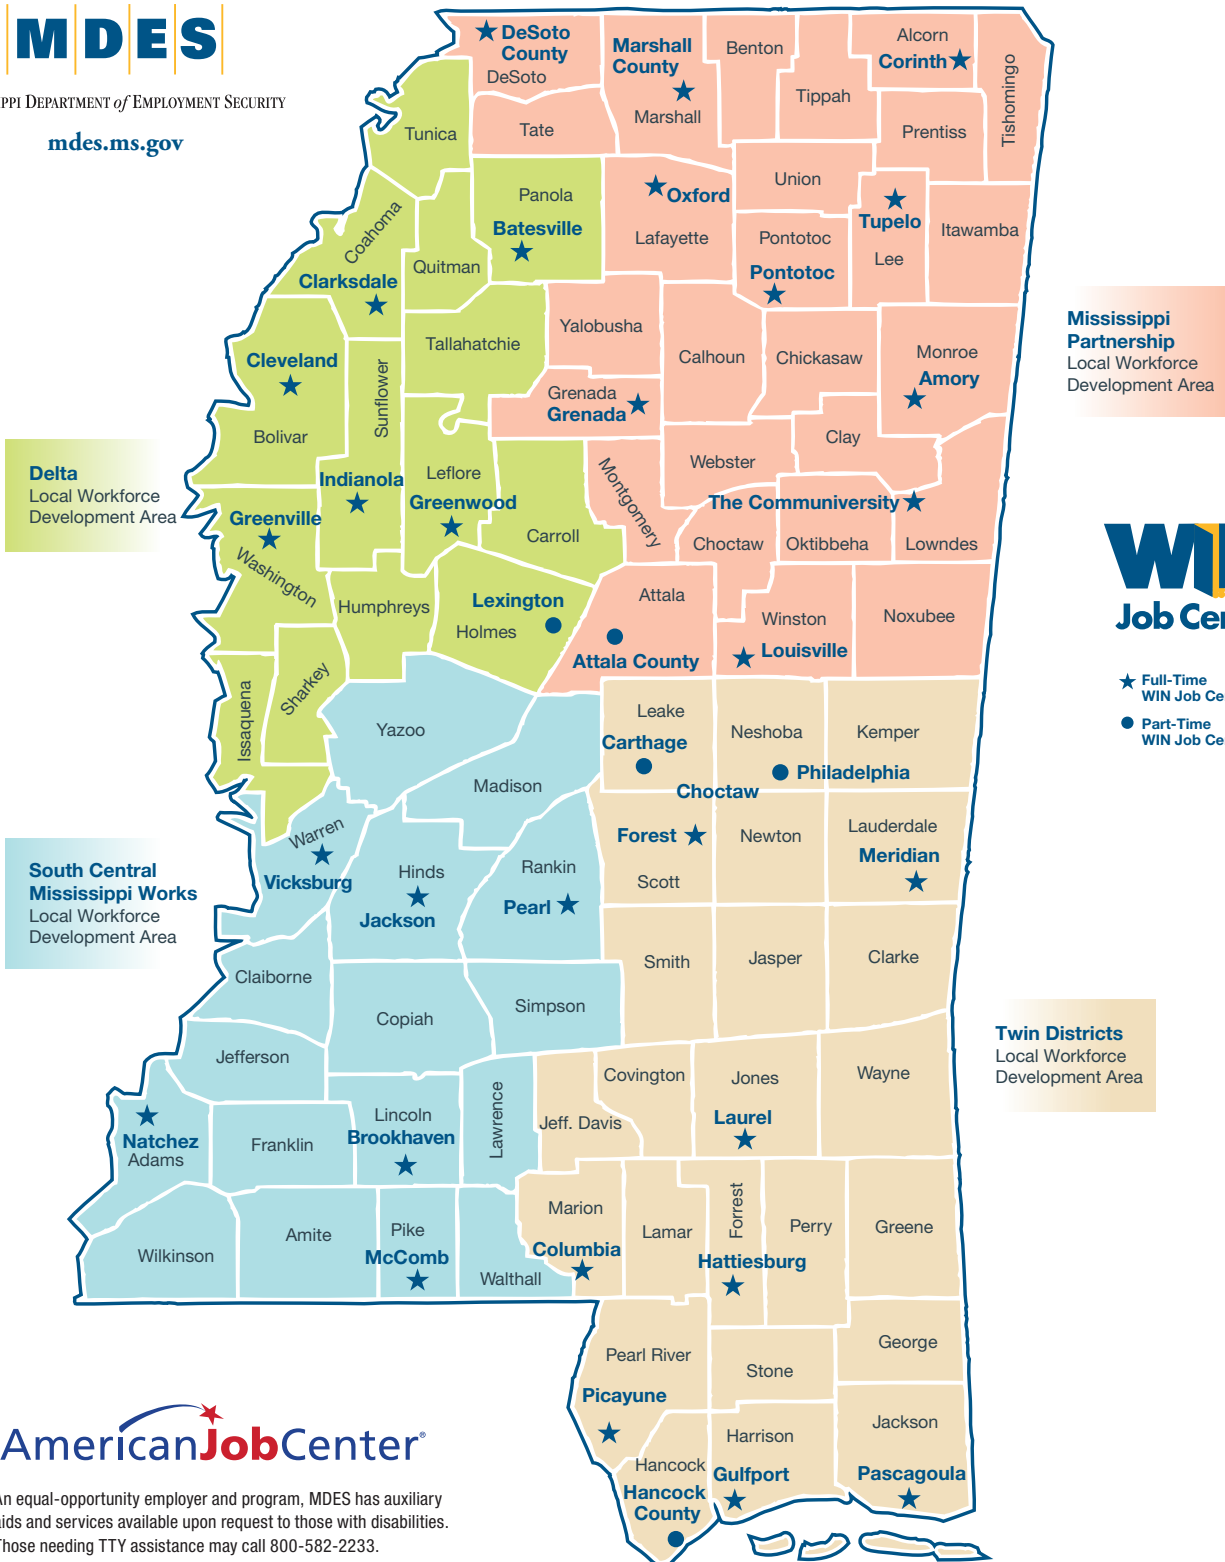 MDES
PPI DEPARTMENT of EMPLOYMENT SECURITY
mdes.ms.gov
DeSoto
County
DeSoto
Marshall
County
Marshall
Benton
Tippah
Alcorn
Corinth
Tishomingo
Prentiss
Tate
Tunica
Panola
Batesville
Oxford
Lafayette
Union
Pontotoc
Pontotoc
Tupelo
Lee
Itawamba
Coahoma
Clarksdale
Quitman
Tallahatchie
Yalobusha
Calhoun
Chickasaw
Monroe
Amory
Mississippi
Partnership
Local Workforce
Development Area
Cleveland
Bolivar
Sunflower
Indianola
Grenada
Grenada
Leflore
Greenwood
Carroll
Montgomery
Webster
Clay
The Communiversity
Choctaw
Oktibbeha
Lowndes
Delta
Local Workforce
Development Area
Greenville
Washington
Humphreys
Lexington
Holmes
Attala
Attala County
Winston
Louisville
Noxubee
WI
Job Cer
Full-Time
WIN Job Ce
Part-Time
WIN Job Ce
Issaquena
Sharkey
Yazoo
Madison
Leake
Carthage
Neshoba
Philadelphia
Choctaw
Kemper
Warren
Vicksburg
Hinds
Jackson
Rankin
Pearl
Forest
Scott
Newton
Lauderdale
Meridian
South Central
Mississippi Works
Local Workforce
Development Area
Claiborne
Copiah
Simpson
Smith
Jasper
Clarke
Twin Districts
Local Workforce
Development Area
Jefferson
Natchez
Adams
Franklin
Lincoln
Brookhaven
Lawrence
Jeff. Davis
Covington
Jones
Laurel
Wayne
Wilkinson
Amite
Pike
McComb
Walthall
Marion
Columbia
Lamar
Forrest
Hattiesburg
Perry
Greene
Pearl River
Picayune
Stone
George
Hancock
Hancock
County
Harrison
Gulfport
Jackson
Pascagoula
AmericanJobCenter®
An equal-opportunity employer and program, MDES has auxiliary
aids and services available upon request to those with disabilities.
Those needing TTY assistance may call 800-582-2233.